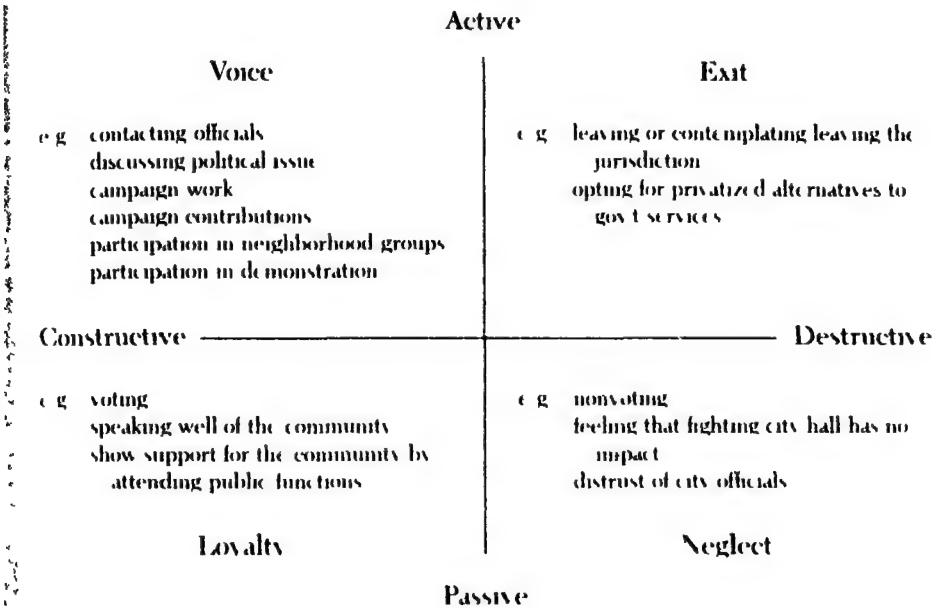 Active
Voice
e g contacting officials
discussing political issue
campaign work
campaign contributions
participation in neighborhood groups
participation in demonstration
Exit
e g leaving or contemplating leaving the
jurisdiction
opting for privatized alternatives to
gov t services
Constructive
Destructive
e g voting
speaking well of the community
show support for the community by
attending public functions
Loyalty
e g nonvoting
feeling that fighting city hall has no
impact
distrust of city officials
Neglect
Passive